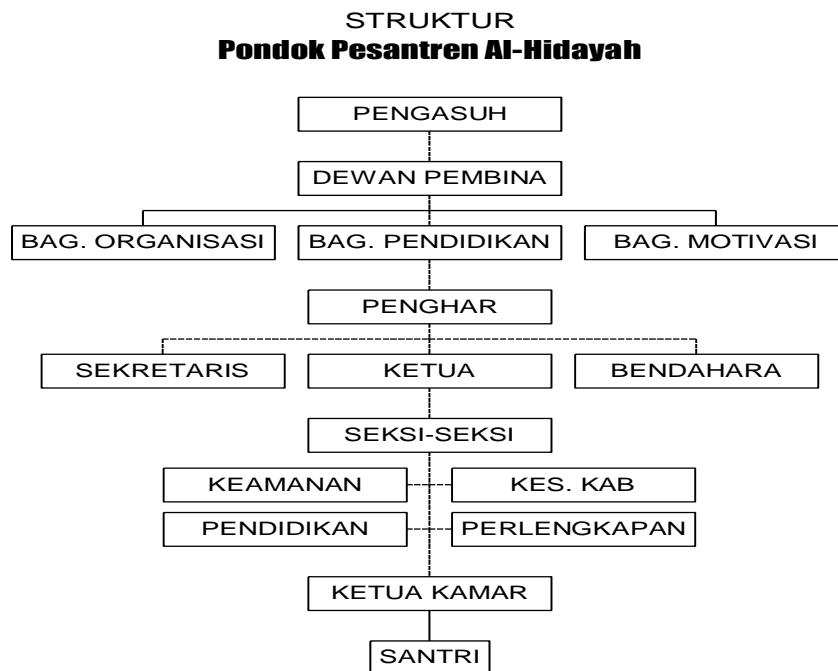 STRUKTUR
Pondok Pesantren Al-Hidayah
PENGASUH
DEWAN PEMBINA
BAG. ORGANISASI
BAG. PENDIDIKAN
BAG. MOTIVASI
PENGHAR
SEKRETARIS
KETUA
BENDAHARA
SEKSI-SEKSI
KEAMANAN
KES. KAB
PENDIDIKAN
PERLENGKAPAN
KETUA KAMAR
SANTRI